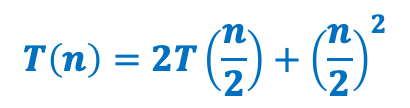 T(n) = 2T(n/2) + (n/2)²